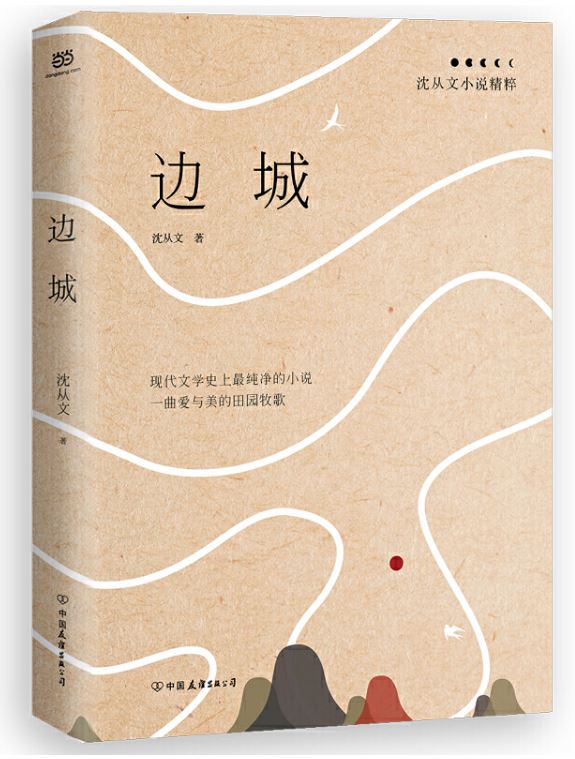 当当
dangdang.com
边城
沈从文 著
中国友谊出版公司
沈从文小说精粹
边城
沈从文 著
现代文学史上最纯净的小说
一曲爱与美的田园牧歌
中国友谊出版公司